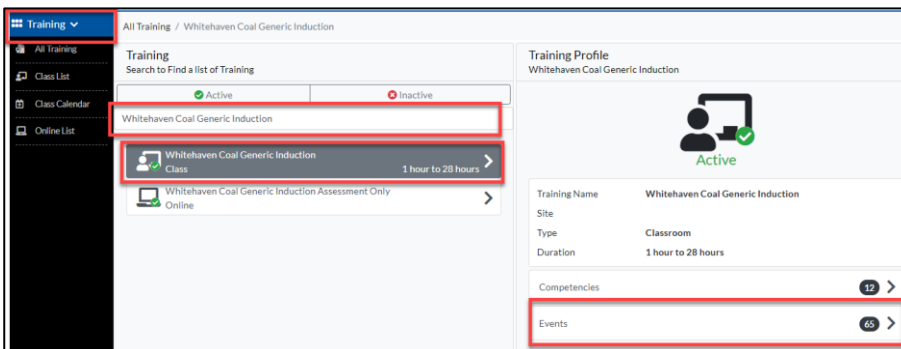 Training
All Training / Whitehaven Coal Generic Induction
All Training
Class List
Class Calendar
Online List
Training
Search to Find a list of Training
Active
Inactive
Whitehaven Coal Generic Induction
Whitehaven Coal Generic Induction
Class
1 hour to 28 hours
Whitehaven Coal Generic Induction Assessment Only
Online
Training Profile
Whitehaven Coal Generic Induction
Active
Training Name Whitehaven Coal Generic Induction
Site
Type Classroom
Duration 1 hour to 28 hours
Competencies 12
Events 65